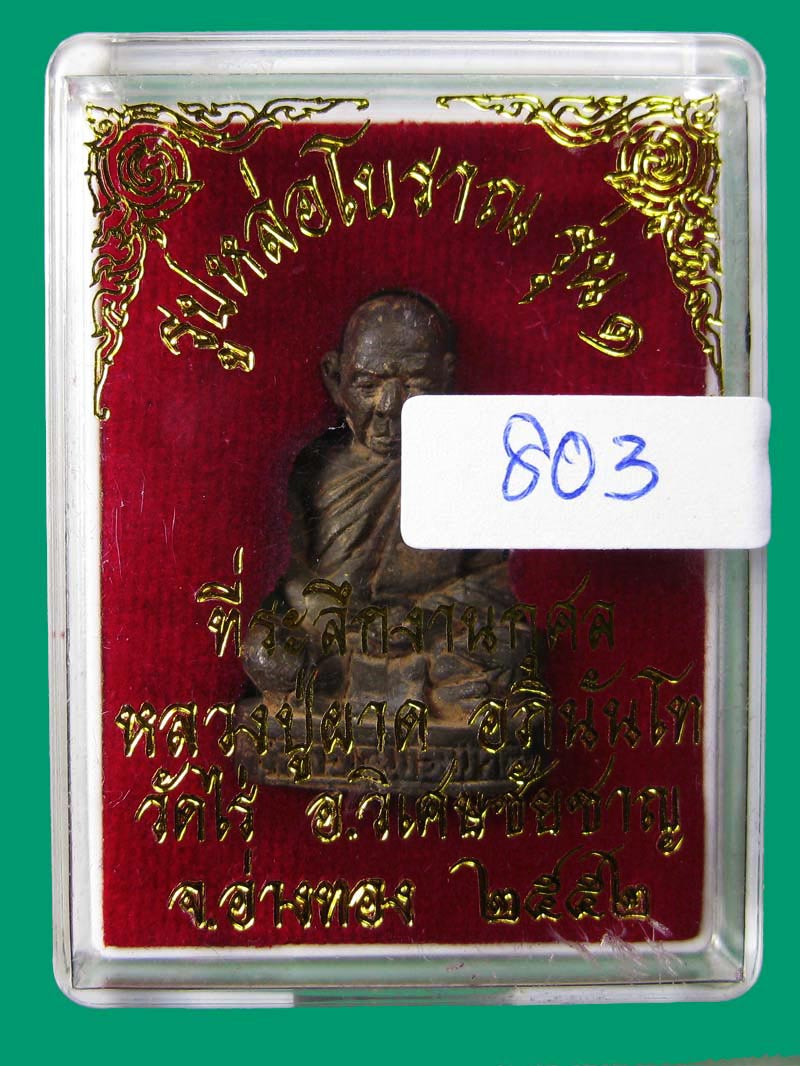 รูปหล่อโบราณ รุ่น ๑
803
ที่ระลึกงานกุศล
หลวงปู่ผาด อภินันโท
วัดไร่ อ.วิเศษชัยชาญ
จ.อ่างทอง ๒๕๕๒